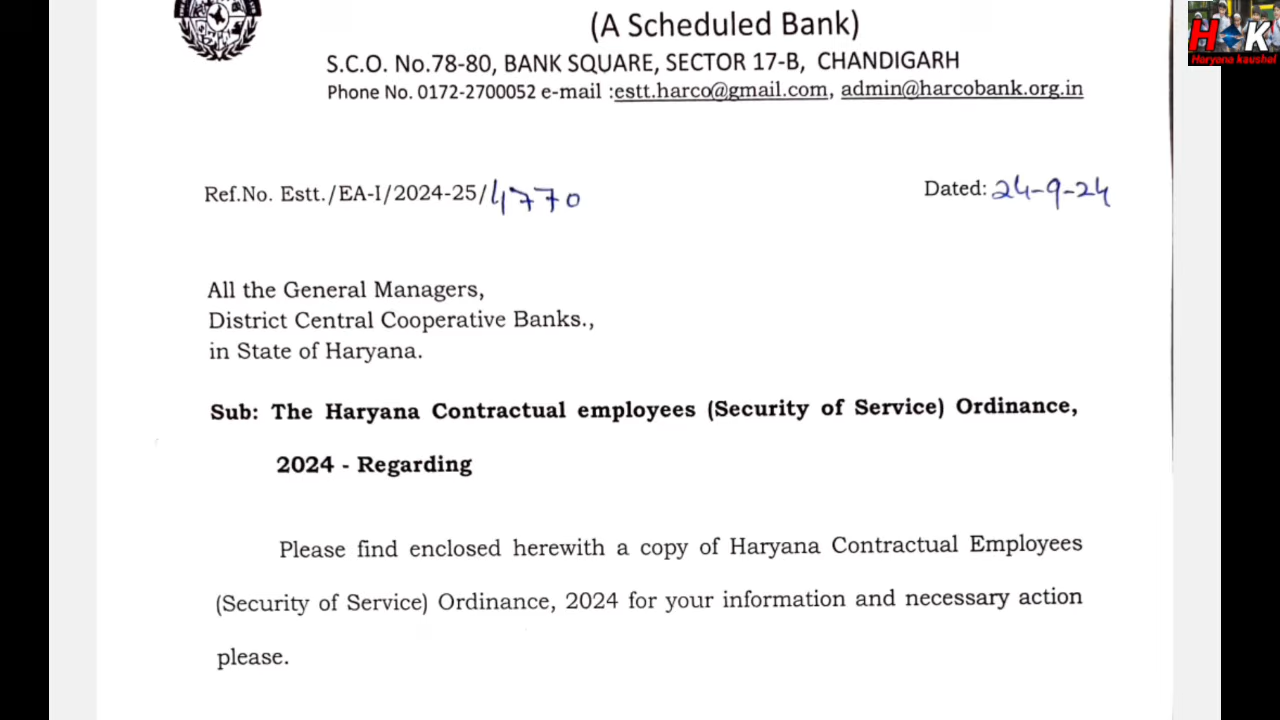 (A Scheduled Bank)
S.C.O. No.78-80, BANK SQUARE, SECTOR 17-B, CHANDIGARH
Phone No. 0172-2700052 e-mail :estt.harco@gmail.com, admin@harcobank.org.in
Ref.No. Estt./EA-I/2024-25/4770
Dated: 24-9-24
All the General Managers,
District Central Cooperative Banks.,
in State of Haryana.
Sub: The Haryana Contractual employees (Security of Service) Ordinance,
2024 - Regarding
Please find enclosed herewith a copy of Haryana Contractual Employees
(Security of Service) Ordinance, 2024 for your information and necessary action
please.
H K
Haryana kaushal